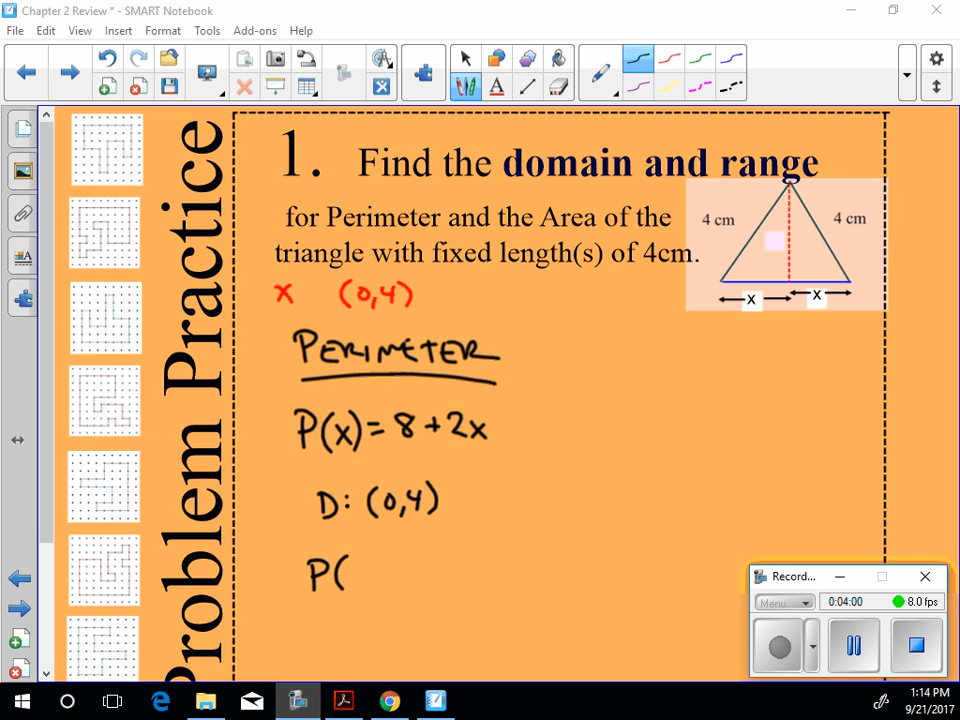 Chapter 2 Review * - SMART Notebook
File Edit View Insert Format Tools Add-ons Help
Problem Practice
1. Find the domain and range
for Perimeter and the Area of the
triangle with fixed length(s) of 4cm.
4 cm 4 cm
x x
x (0,4)
PERIMETER
P(x) = 8 + 2x
D: (0,4)
P(
Record...
Menu 0:04:00 8.0 fps
1:14 PM
9/21/2017